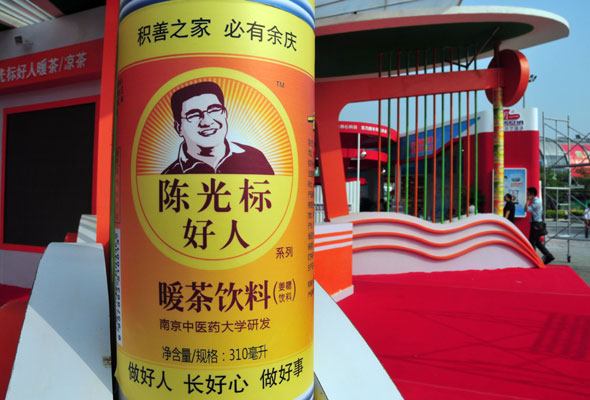 积善之家 必有余庆
TM
陈光标
好人
系列
暖茶饮料(姜糖饮料)
南京中医药大学研发
净含量/规格：310毫升
做好人 长好心 做好事
光标好人暖茶/凉茶